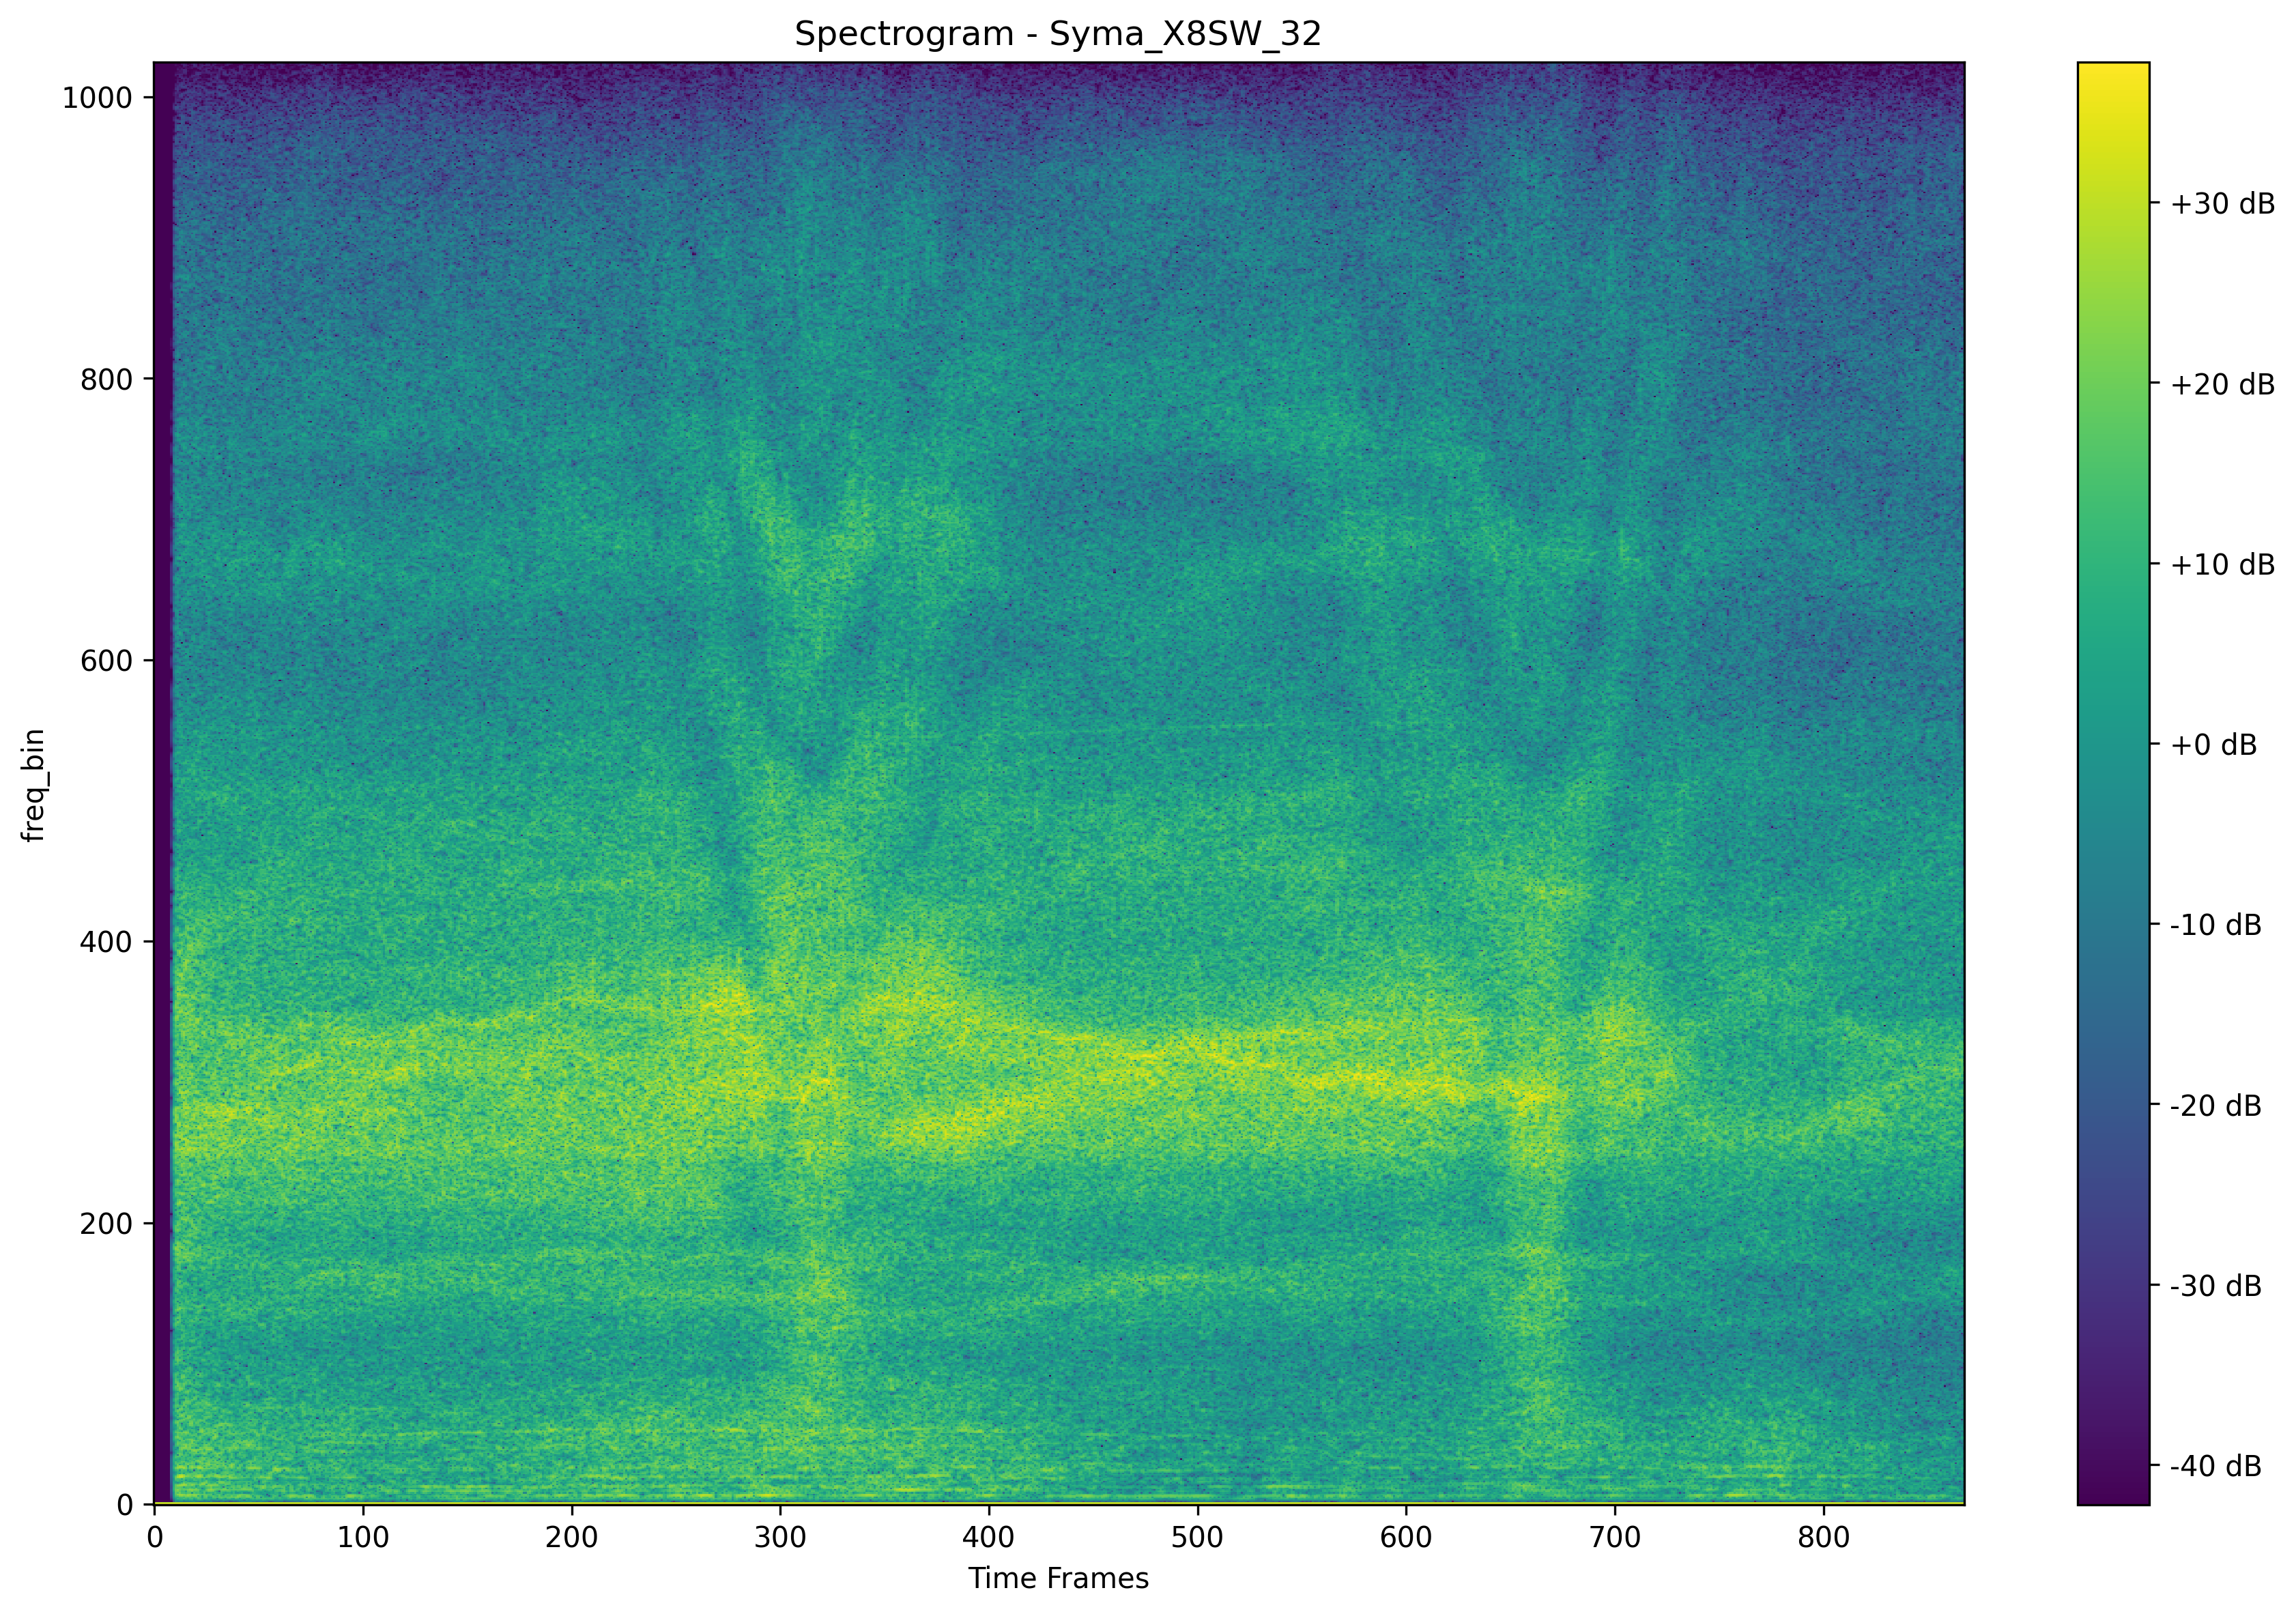 Spectrogram - Syma_X8SW_32
1000
800
600
400
200
0
freq_bin
0 100 200 300 400 500 600 700 800
Time Frames
+30 dB
+20 dB
+10 dB
+0 dB
-10 dB
-20 dB
-30 dB
-40 dB